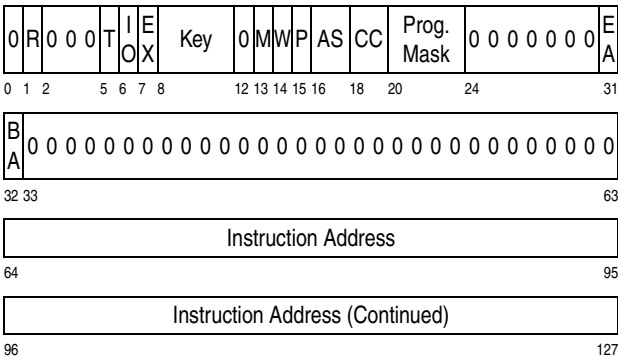 0 R 0 0 0 T IO EX Key 0 M W P AS CC Prog. Mask 0 0 0 0 0 0 0 EA
0 1 2 5 6 7 8 12 13 14 15 16 18 20 24 31
BA 0 0 0 0 0 0 0 0 0 0 0 0 0 0 0 0 0 0 0 0 0 0 0 0 0 0 0 0 0 0 0
32 33 63
Instruction Address
64 95
Instruction Address (Continued)
96 127